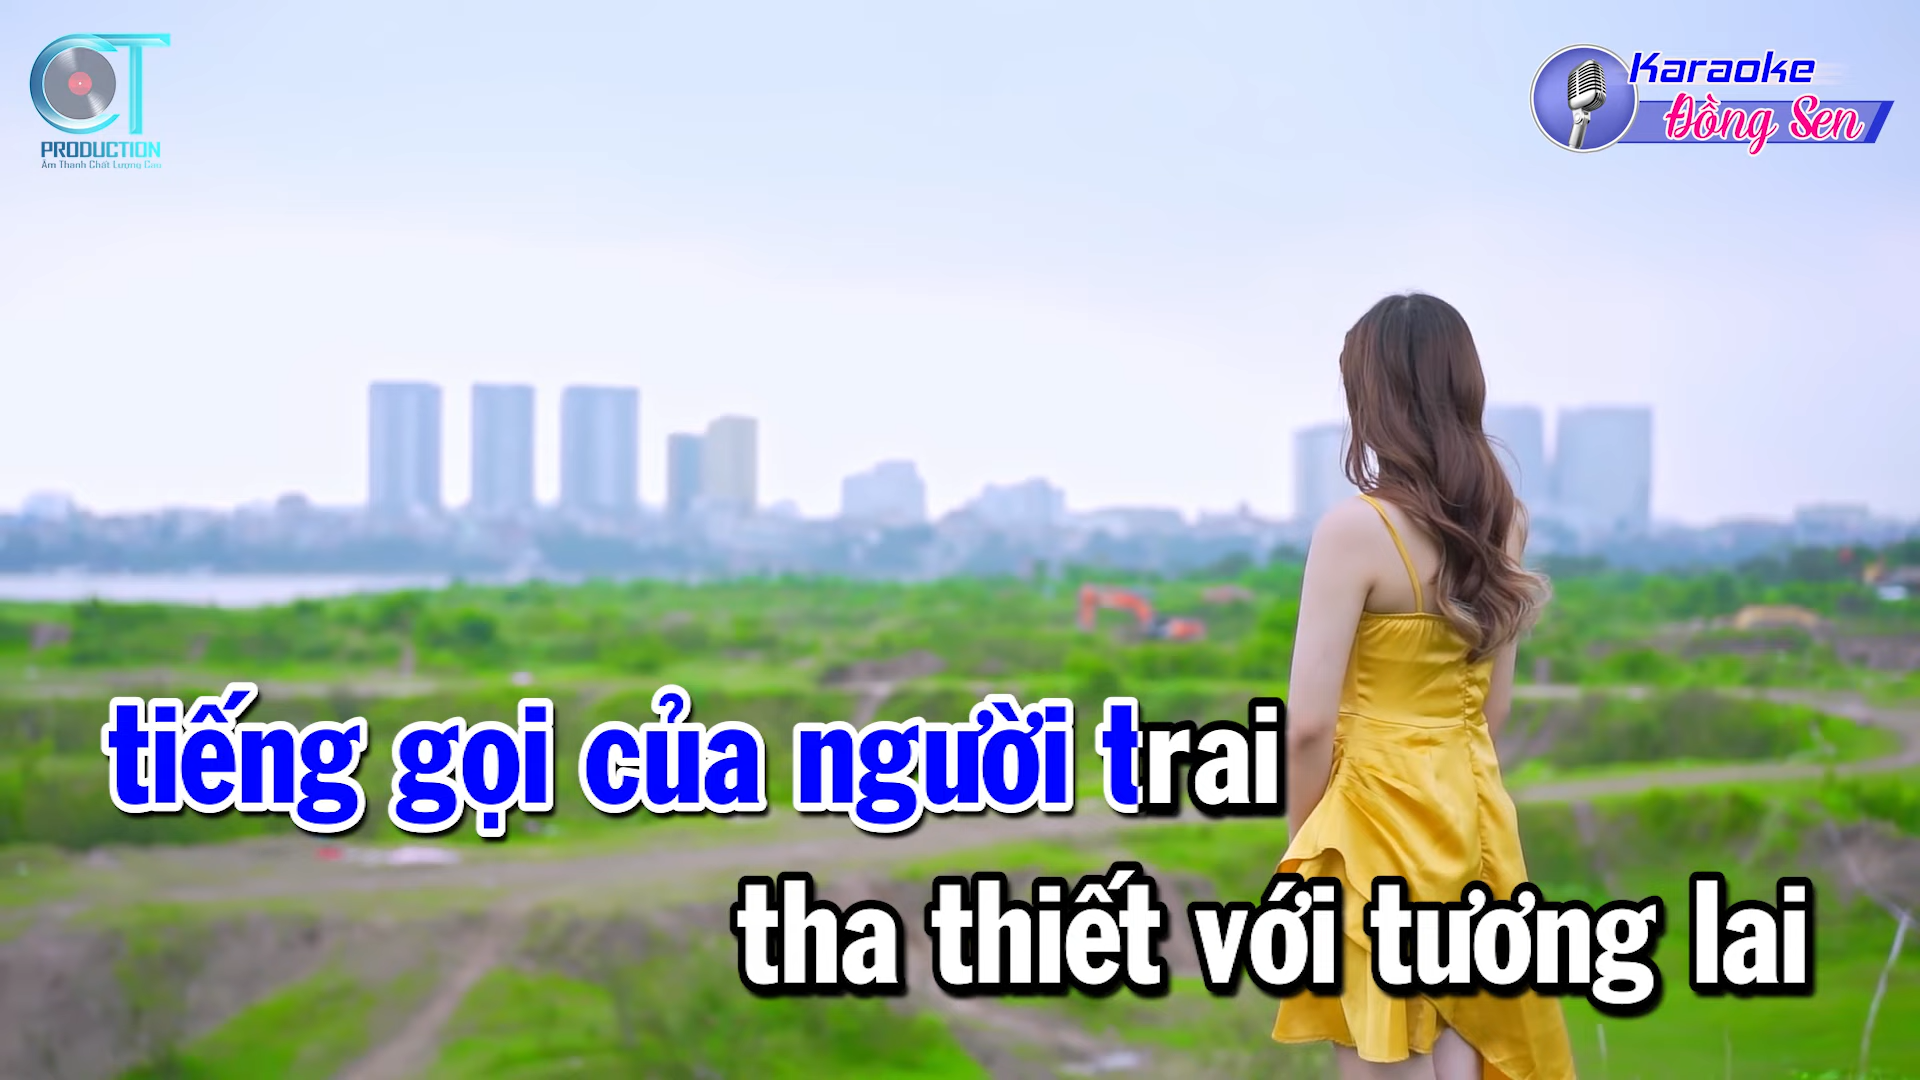 CT
PRODUCTION
Âm Thanh Chất Lượng Cao
Karaoke
Đồng Sen
tiếng gọi của người trai
tha thiết với tương lai